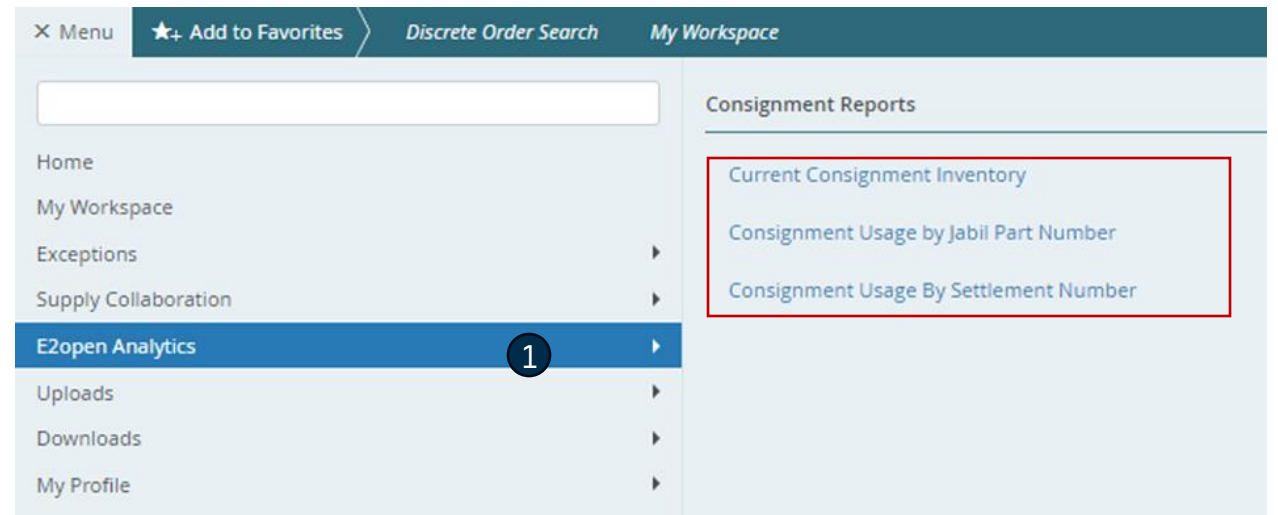 × Menu ★+ Add to Favorites Discrete Order Search My Workspace
Consignment Reports
Home
My Workspace
Exceptions
Supply Collaboration
E2open Analytics 1
Uploads
Downloads
My Profile
Current Consignment Inventory
Consignment Usage by Jabil Part Number
Consignment Usage By Settlement Number